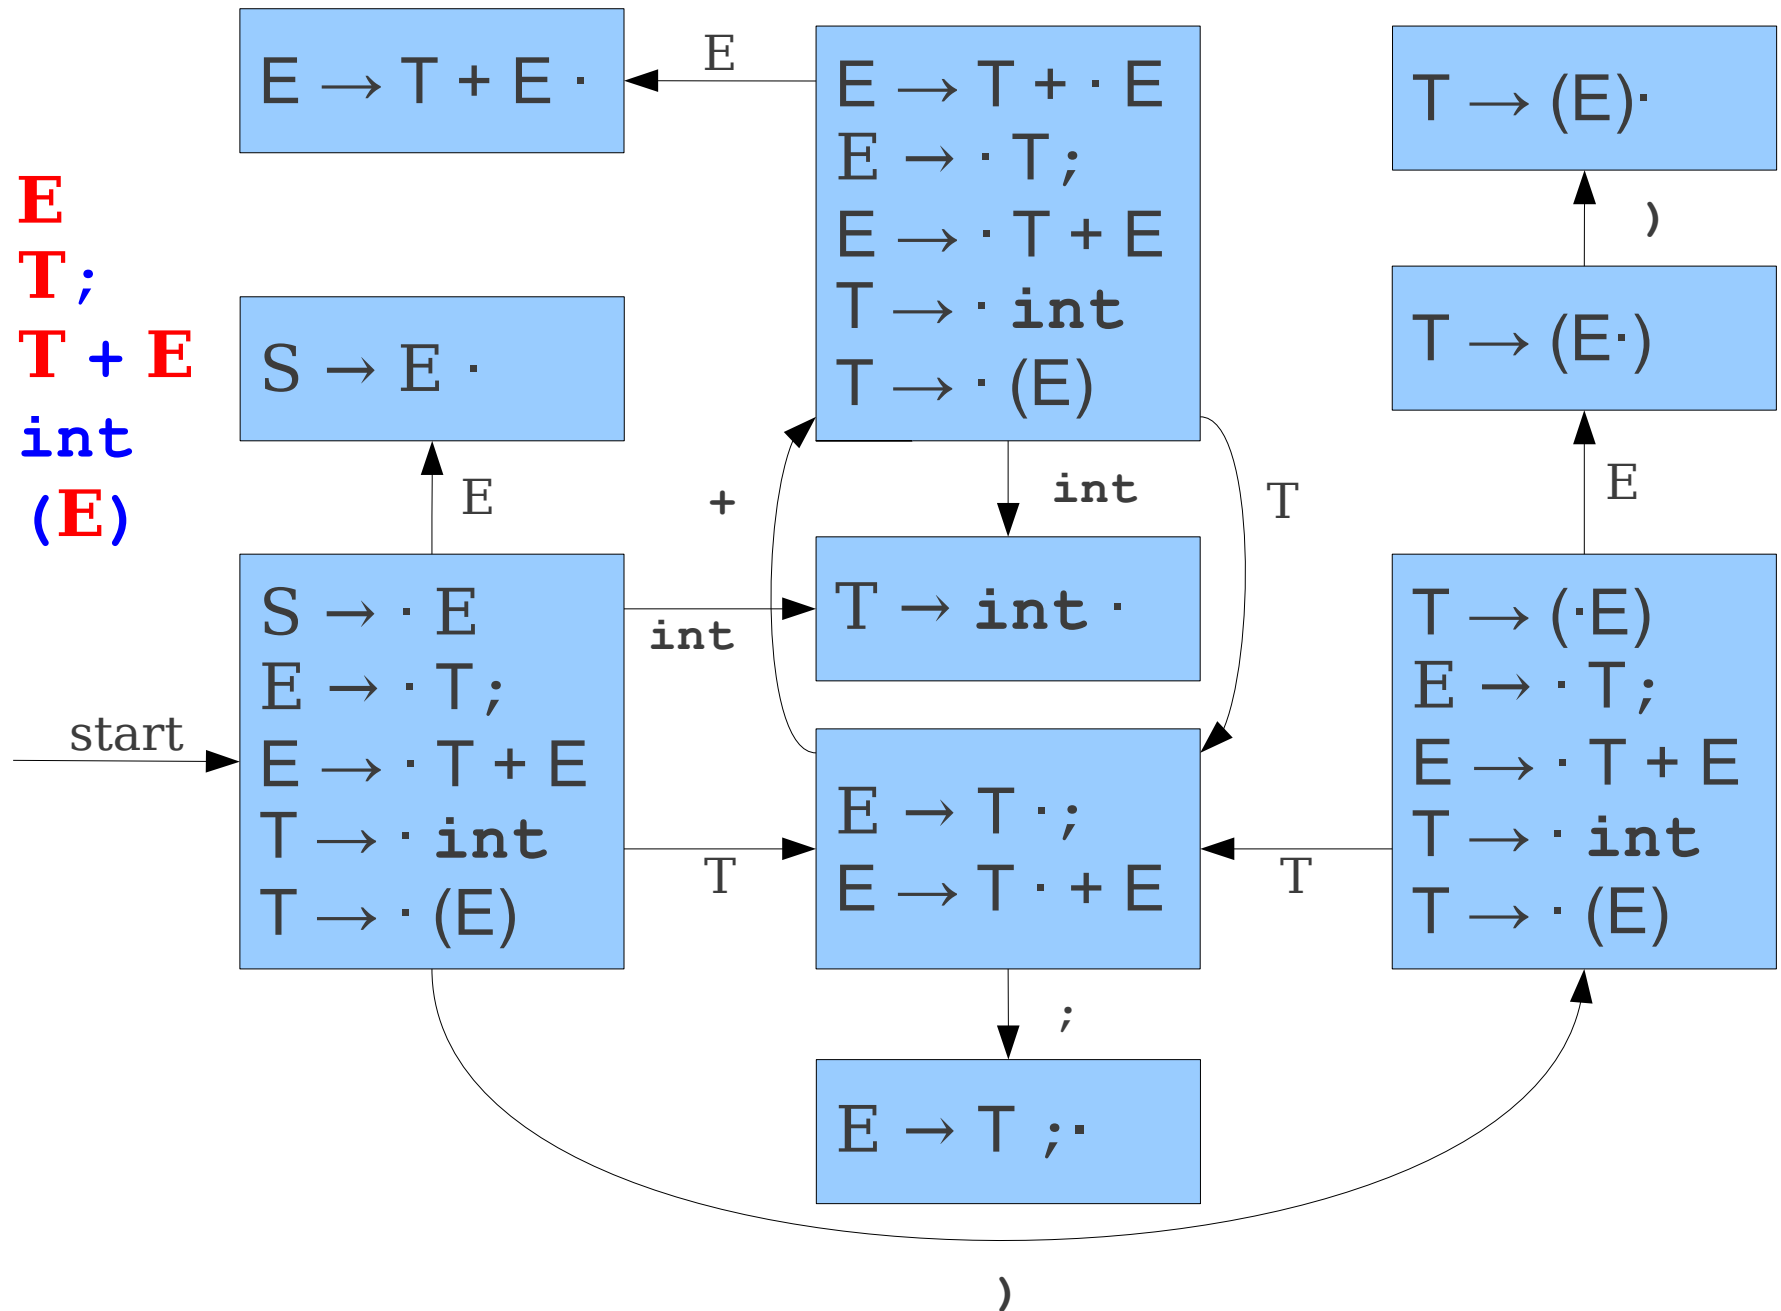 E → T + E ·
E
E → T + · E
E → · T ;
E → · T + E
T → · int
T → · (E)
T → (E)·
)
T → (E·)
E
T ;
T + E
int
(E)
S → E ·
E
+
int
T
E
T → int ·
int
start
S → · E
E → · T ;
E → · T + E
T → · int
T → · (E)
T
E → T · ;
E → T · + E
T
T → (·E)
E → · T ;
E → · T + E
T → · int
T → · (E)
;
E → T ; ·
)